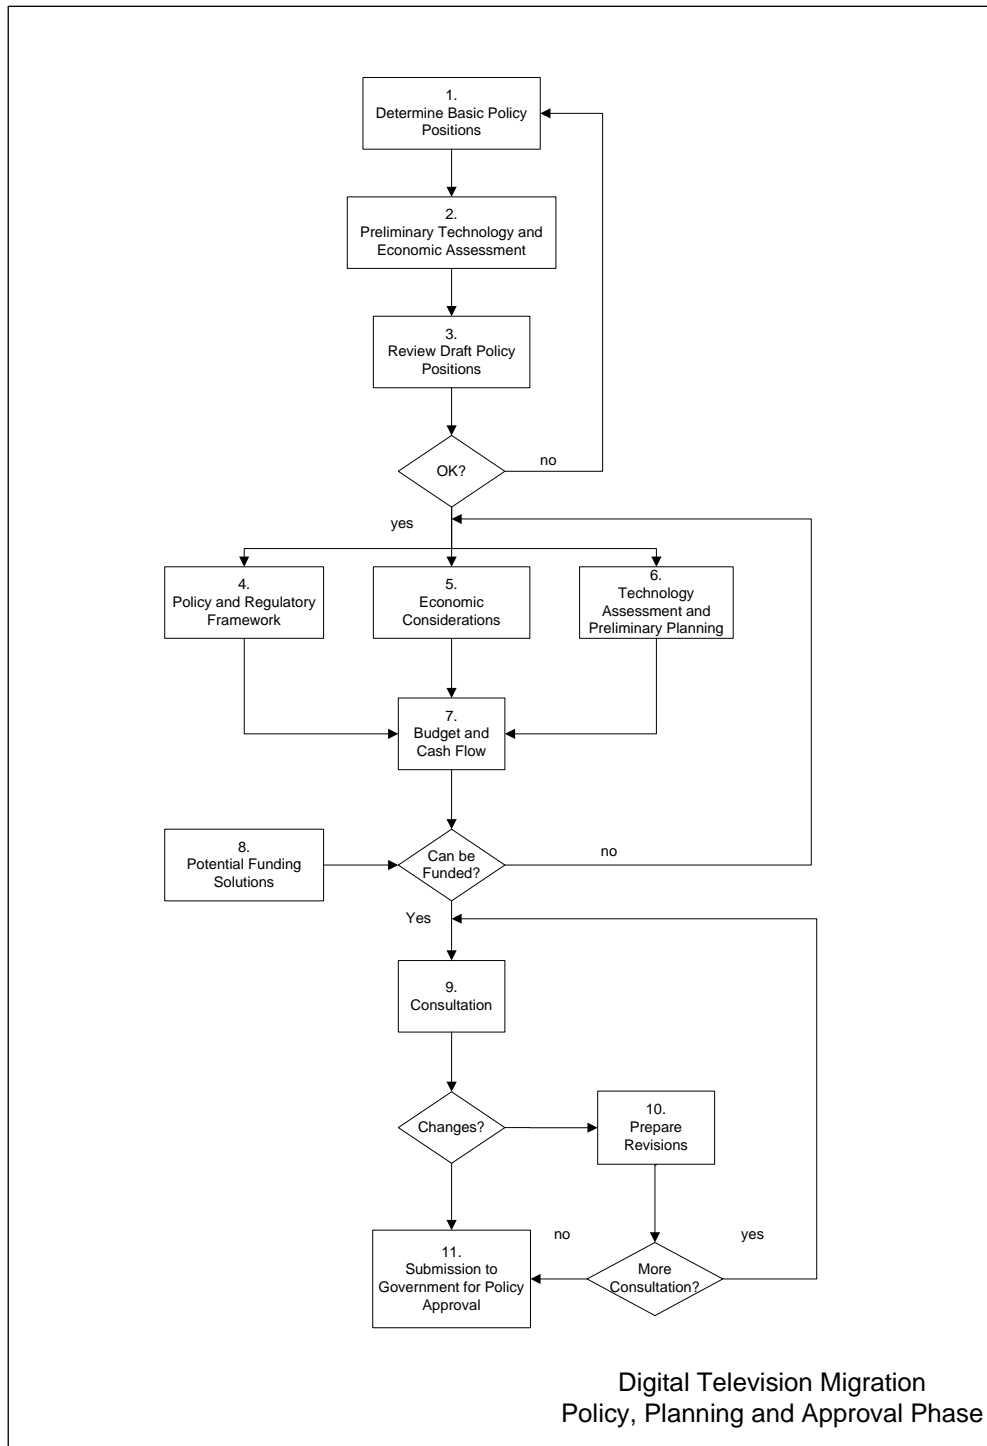 1.
Determine Basic Policy
Positions
2.
Preliminary Technology and
Economic Assessment
3.
Review Draft Policy
Positions
OK?
no
yes
4.
Policy and Regulatory
Framework
5.
Economic
Considerations
6.
Technology
Assessment and
Preliminary Planning
7.
Budget and
Cash Flow
8.
Potential Funding
Solutions
Can be
Funded?
no
Yes
9.
Consultation
Changes?
10.
Prepare
Revisions
no
yes
11.
Submission to
Government for Policy
Approval
More
Consultation?
Digital Television Migration
Policy, Planning and Approval Phase